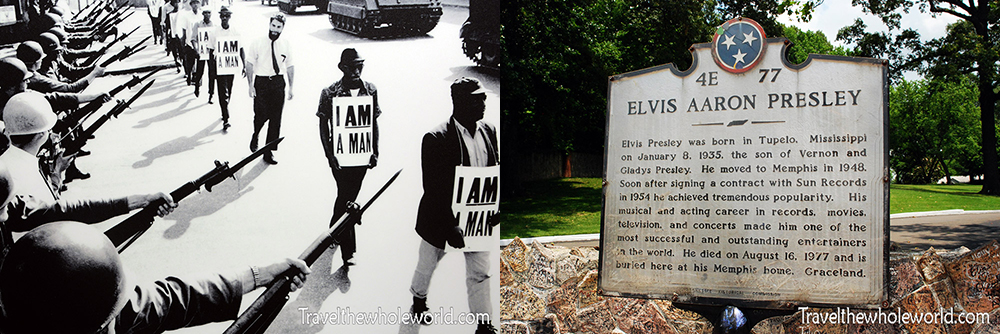 I AM
A MAN
I AM
A MAN
I AM
A MAN
Travelthewholeworld.com
4E 77
ELVIS AARON PRESLEY
Elvis Presley was born in Tupelo, Mississippi
on January 8, 1935, the son of Vernon and
Gladys Presley. He moved to Memphis in 1948.
Soon after signing a contract with Sun Records
in 1954 he achieved tremendous popularity. His
musical and acting career in records, movies,
television, and concerts made him one of the
most successful and outstanding entertainers
in the world. He died on August 16, 1977 and is
buried here at his Memphis home, Graceland.
HISTORICAL COMMISSION
Travelthewholeworld.com